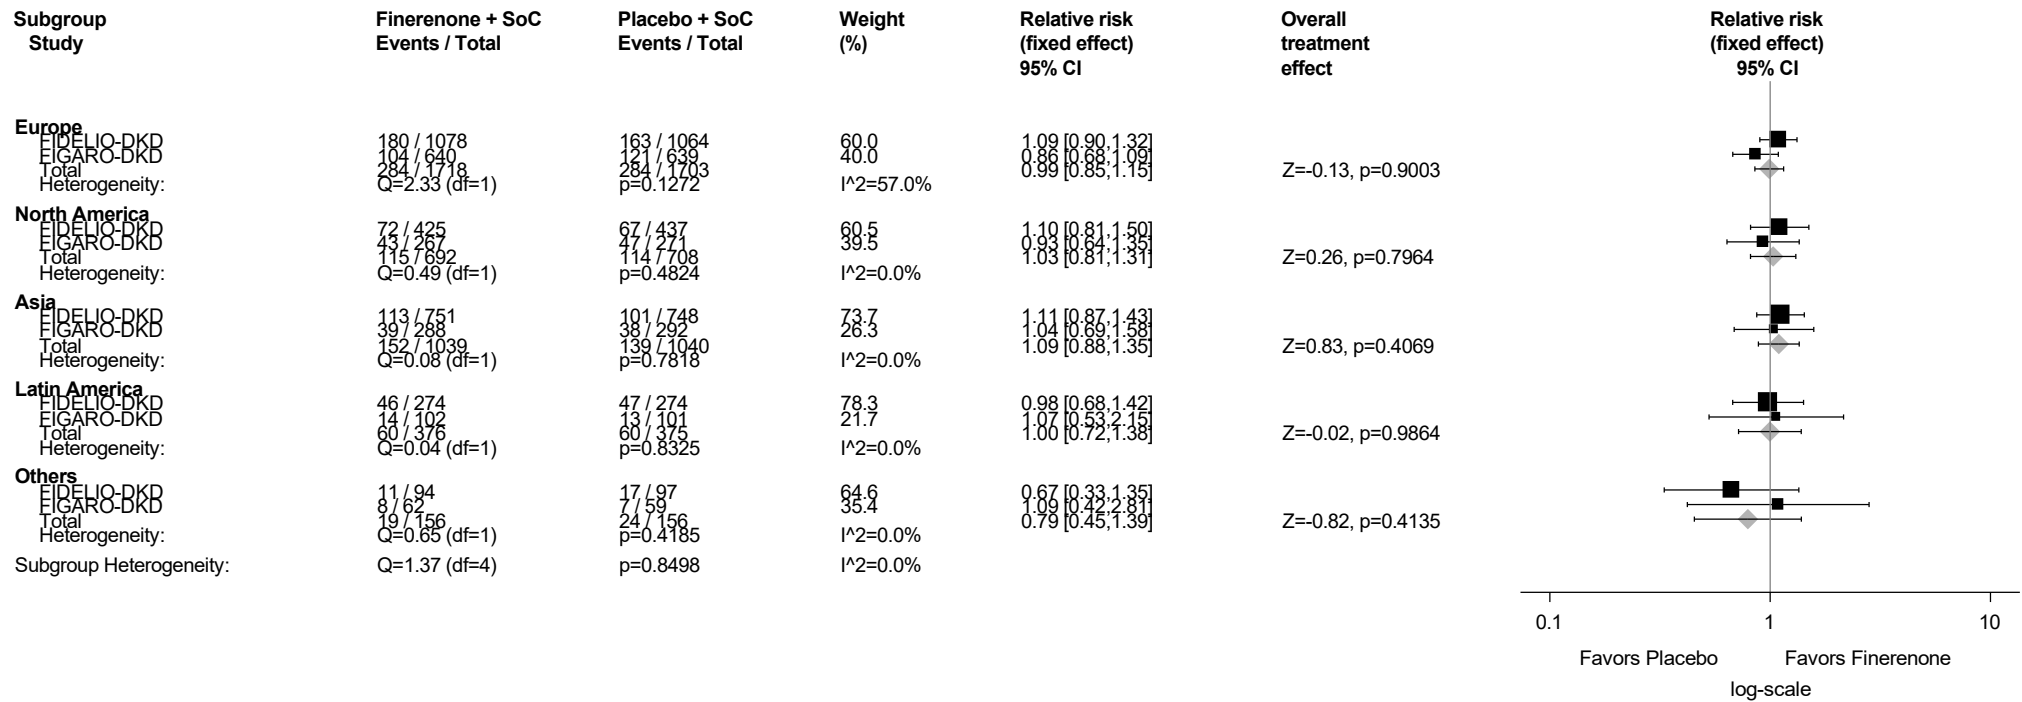 Subgroup Finerenone + SoC Placebo + SoC Weight Relative risk Overall Relative risk
Study Events / Total Events / Total (%) (fixed effect) treatment (fixed effect)
95% CI effect 95% CI
Europe
FIDELIO-DKD 180 / 1078 163 / 1064 60.0 1.09 [0.90,1.32]
FIGARO-DKD 104 / 640 121 / 639 40.0 0.86 [0.68,1.09]
Total 284 / 1718 284 / 1703 0.99 [0.85,1.15] Z=-0.13, p=0.9003
Heterogeneity: Q=2.33 (df=1) p=0.1272 I^2=57.0%
North America
FIDELIO-DKD 72 / 425 67 / 437 60.5 1.10 [0.81,1.50]
FIGARO-DKD 43 / 267 47 / 271 39.5 0.93 [0.64,1.35]
Total 115 / 692 114 / 708 1.03 [0.81,1.31] Z=0.26, p=0.7964
Heterogeneity: Q=0.49 (df=1) p=0.4824 I^2=0.0%
Asia
FIDELIO-DKD 113 / 751 101 / 748 73.7 1.11 [0.87,1.43]
FIGARO-DKD 39 / 288 38 / 292 26.3 1.04 [0.69,1.58]
Total 152 / 1039 139 / 1040 1.09 [0.88,1.35] Z=0.83, p=0.4069
Heterogeneity: Q=0.08 (df=1) p=0.7818 I^2=0.0%
Latin America
FIDELIO-DKD 46 / 274 47 / 274 78.3 0.98 [0.68,1.42]
FIGARO-DKD 14 / 102 13 / 101 21.7 1.07 [0.53,2.15]
Total 60 / 376 60 / 375 1.00 [0.72,1.38] Z=-0.02, p=0.9864
Heterogeneity: Q=0.04 (df=1) p=0.8325 I^2=0.0%
Others
FIDELIO-DKD 11 / 94 17 / 97 64.6 0.67 [0.33,1.35]
FIGARO-DKD 8 / 62 7 / 59 35.4 1.09 [0.42,2.81]
Total 19 / 156 24 / 156 0.79 [0.45,1.39] Z=-0.82, p=0.4135
Heterogeneity: Q=0.65 (df=1) p=0.4185 I^2=0.0%
Subgroup Heterogeneity: Q=1.37 (df=4) p=0.8498 I^2=0.0%
0.1 1 10
Favors Placebo Favors Finerenone
log-scale